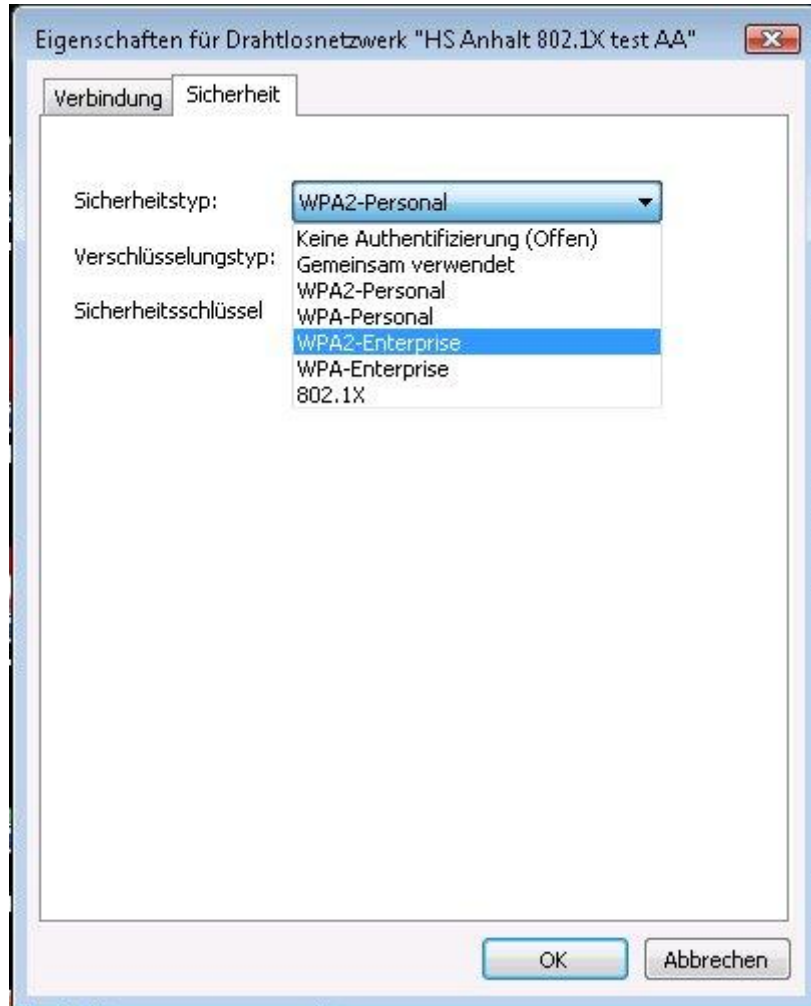 Eigenschaften für Drahtlosnetzwerk "HS Anhalt 802.1X test AA"
Verbindung Sicherheit
Sicherheitstyp: WPA2-Personal
Keine Authentifizierung (Offen)
Verschlüsselungstyp: Gemeinsam verwendet
WPA2-Personal
Sicherheitsschlüssel WPA-Personal
WPA2-Enterprise
WPA-Enterprise
802.1X
OK Abbrechen